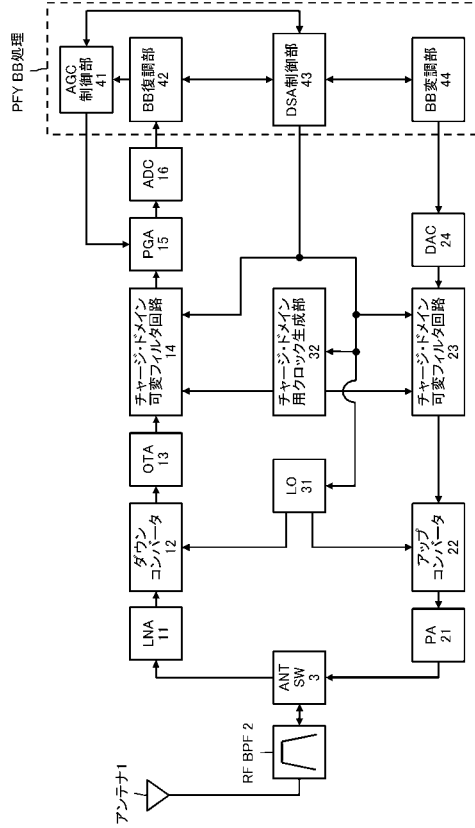 アンテナ1
RF BPF 2
ANT
SW
3
LNA
11
ダウン
コンバータ
12
OTA
13
チャージ・ドメイン
可変フィルタ回路
14
PGA
15
ADC
16
PFY BB処理
AGC
制御部
41
BB復調部
42
DSA制御部
43
BB変調部
44
LO
31
チャージ・ドメイン
用クロック生成部
32
PA
21
アップ
コンバータ
22
チャージ・ドメイン
可変フィルタ回路
23
DAC
24